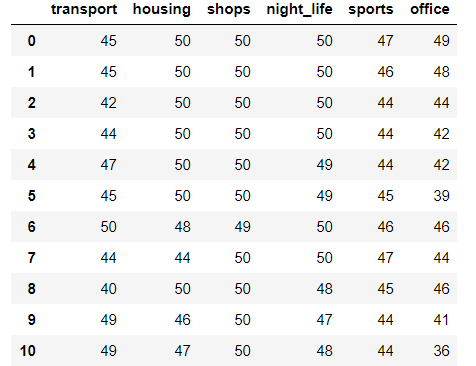 transport housing shops night_life sports office
0 45 50 50 50 47 49
1 45 50 50 50 46 48
2 42 50 50 50 44 44
3 44 50 50 50 44 42
4 47 50 50 49 44 42
5 45 50 50 49 45 39
6 50 48 49 50 46 46
7 44 44 50 50 47 44
8 40 50 50 48 45 46
9 49 46 50 47 44 41
10 49 47 50 48 44 36